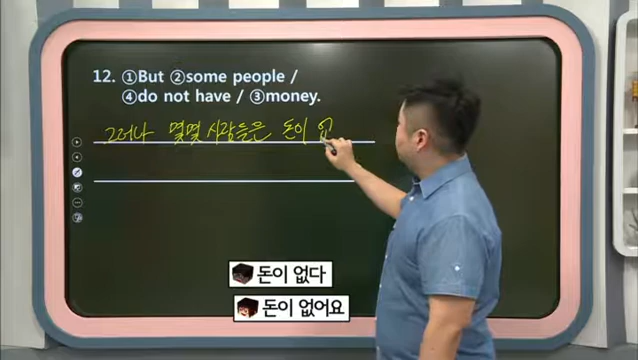 12. ①But ②some people /
④do not have / ③money.
그러나 몇몇 사람들은 돈이 없
돈이 없다
돈이 없어요